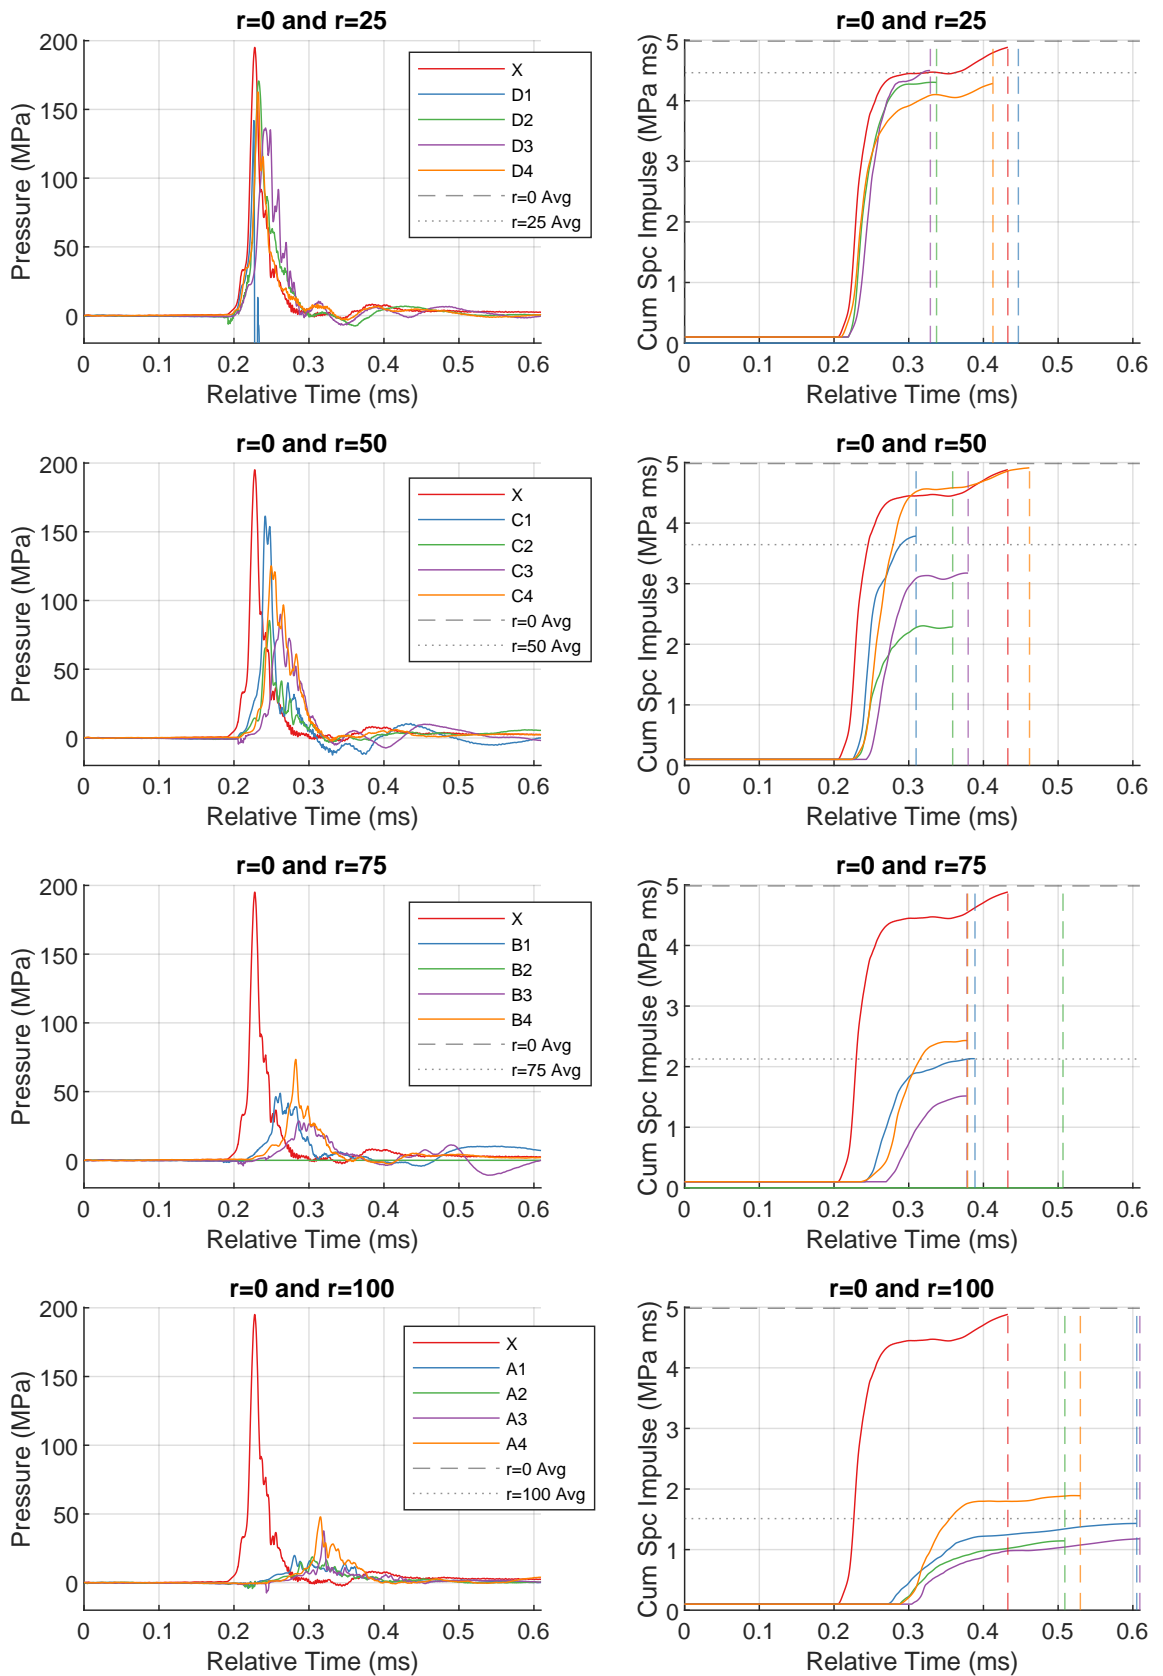 r=0 and r=25
200
150
100
50
0
Pressure (MPa)
0 0.1 0.2 0.3 0.4 0.5 0.6
Relative Time (ms)
X
D1
D2
D3
D4
r=0 Avg
r=25 Avg
r=0 and r=25
5
4
3
2
1
0
Cum Spc Impulse (MPa ms)
0 0.1 0.2 0.3 0.4 0.5 0.6
Relative Time (ms)
r=0 and r=50
200
150
100
50
0
Pressure (MPa)
0 0.1 0.2 0.3 0.4 0.5 0.6
Relative Time (ms)
X
C1
C2
C3
C4
r=0 Avg
r=50 Avg
r=0 and r=50
5
4
3
2
1
0
Cum Spc Impulse (MPa ms)
0 0.1 0.2 0.3 0.4 0.5 0.6
Relative Time (ms)
r=0 and r=75
200
150
100
50
0
Pressure (MPa)
0 0.1 0.2 0.3 0.4 0.5 0.6
Relative Time (ms)
X
B1
B2
B3
B4
r=0 Avg
r=75 Avg
r=0 and r=75
5
4
3
2
1
0
Cum Spc Impulse (MPa ms)
0 0.1 0.2 0.3 0.4 0.5 0.6
Relative Time (ms)
r=0 and r=100
200
150
100
50
0
Pressure (MPa)
0 0.1 0.2 0.3 0.4 0.5 0.6
Relative Time (ms)
X
A1
A2
A3
A4
r=0 Avg
r=100 Avg
r=0 and r=100
5
4
3
2
1
0
Cum Spc Impulse (MPa ms)
0 0.1 0.2 0.3 0.4 0.5 0.6
Relative Time (ms)